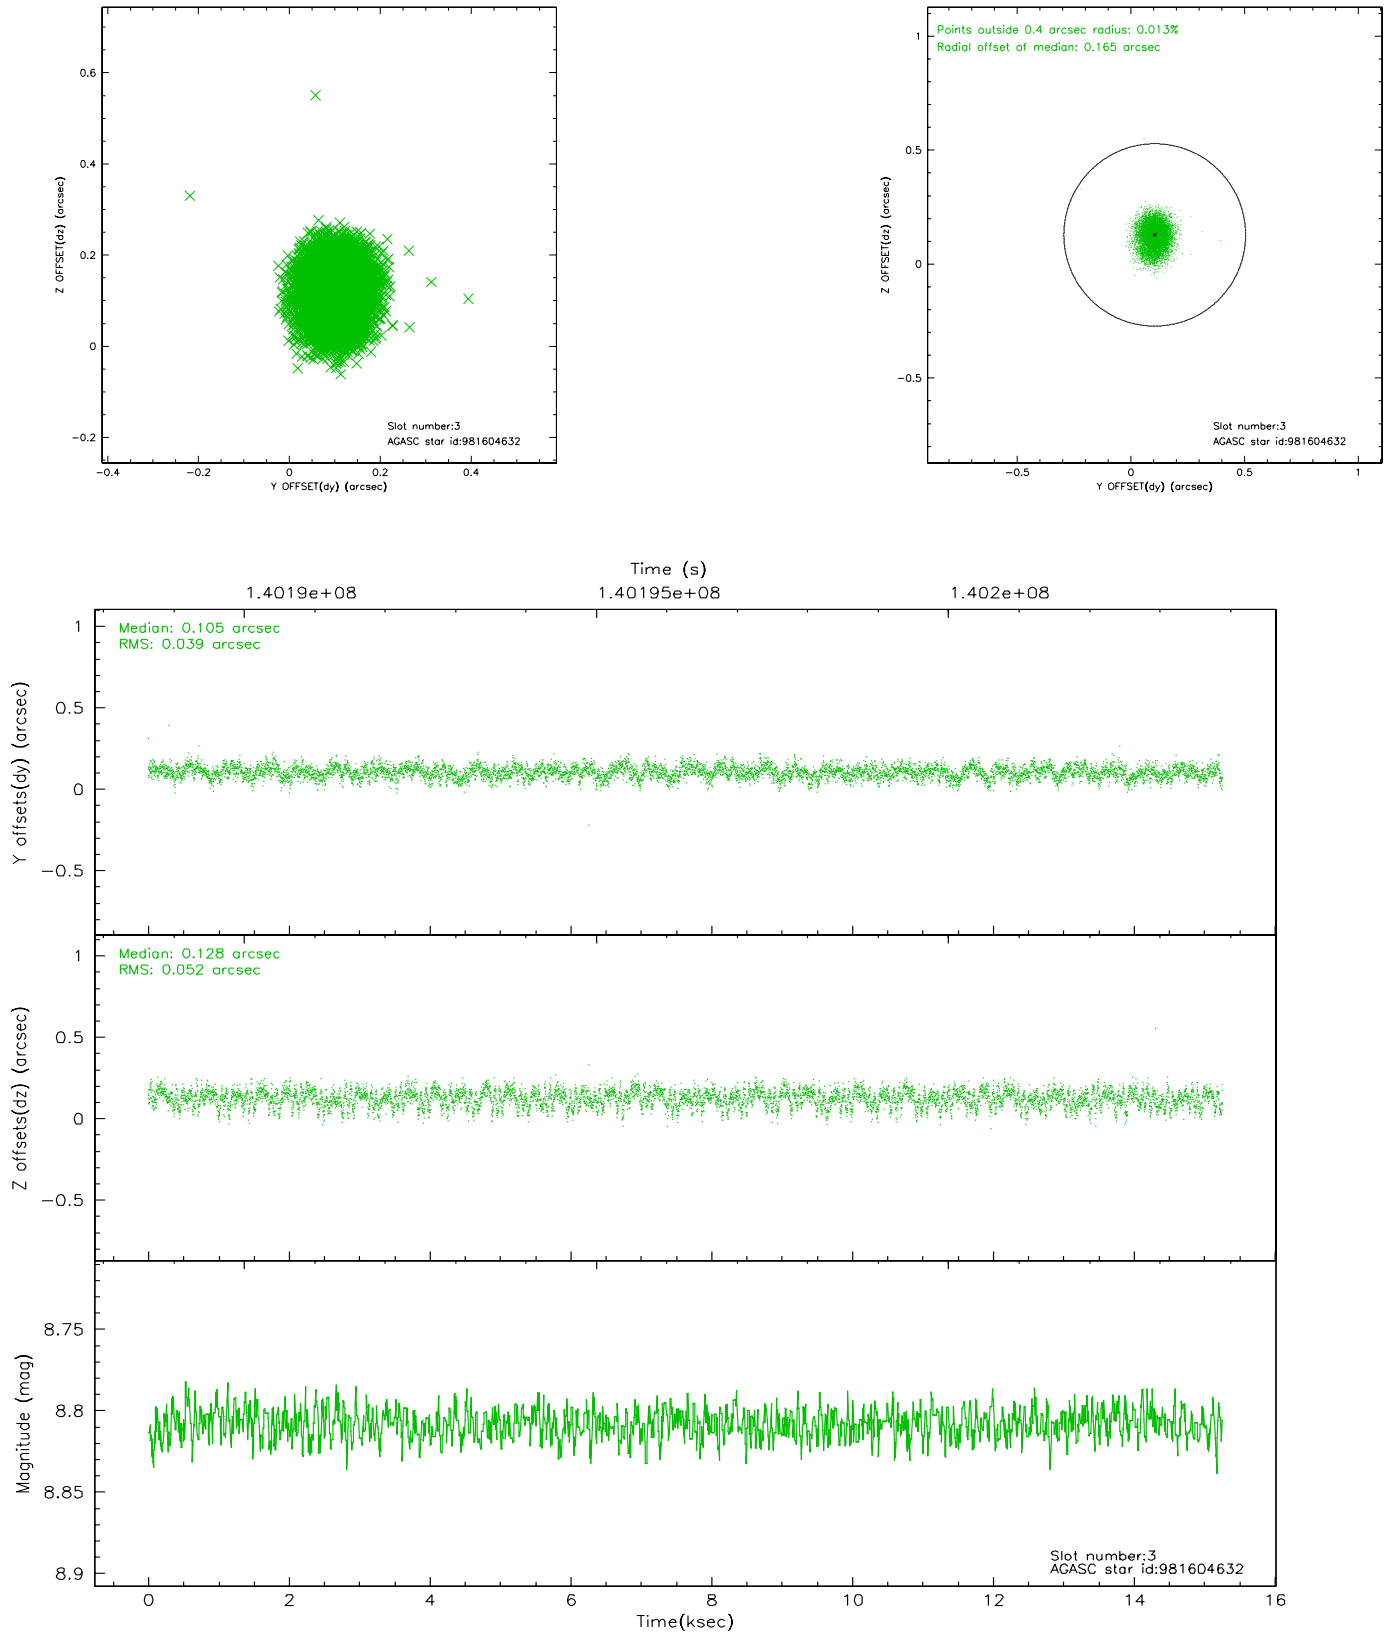 0.6
0.4
0.2
0
−0.2
Z OFFSET(dz) (arcsec)
Slot number:3
AGASC star id:981604632
−0.4 −0.2 0 0.2 0.4
Y OFFSET(dy) (arcsec)
Points outside 0.4 arcsec radius: 0.013%
Radial offset of median: 0.165 arcsec
1
0.5
0
−0.5
Z OFFSET(dz) (arcsec)
Slot number:3
AGASC star id:981604632
−0.5 0 0.5 1
Y OFFSET(dy) (arcsec)
Time (s)
1.4019e+08 1.40195e+08 1.402e+08
Median: 0.105 arcsec
RMS: 0.039 arcsec
1
0.5
0
−0.5
Y offsets(dy) (arcsec)
Median: 0.128 arcsec
RMS: 0.052 arcsec
1
0.5
0
−0.5
Z offsets(dz) (arcsec)
8.75
8.8
8.85
8.9
Magnitude (mag)
Slot number:3
AGASC star id:981604632
0 2 4 6 8 10 12 14 16
Time(ksec)